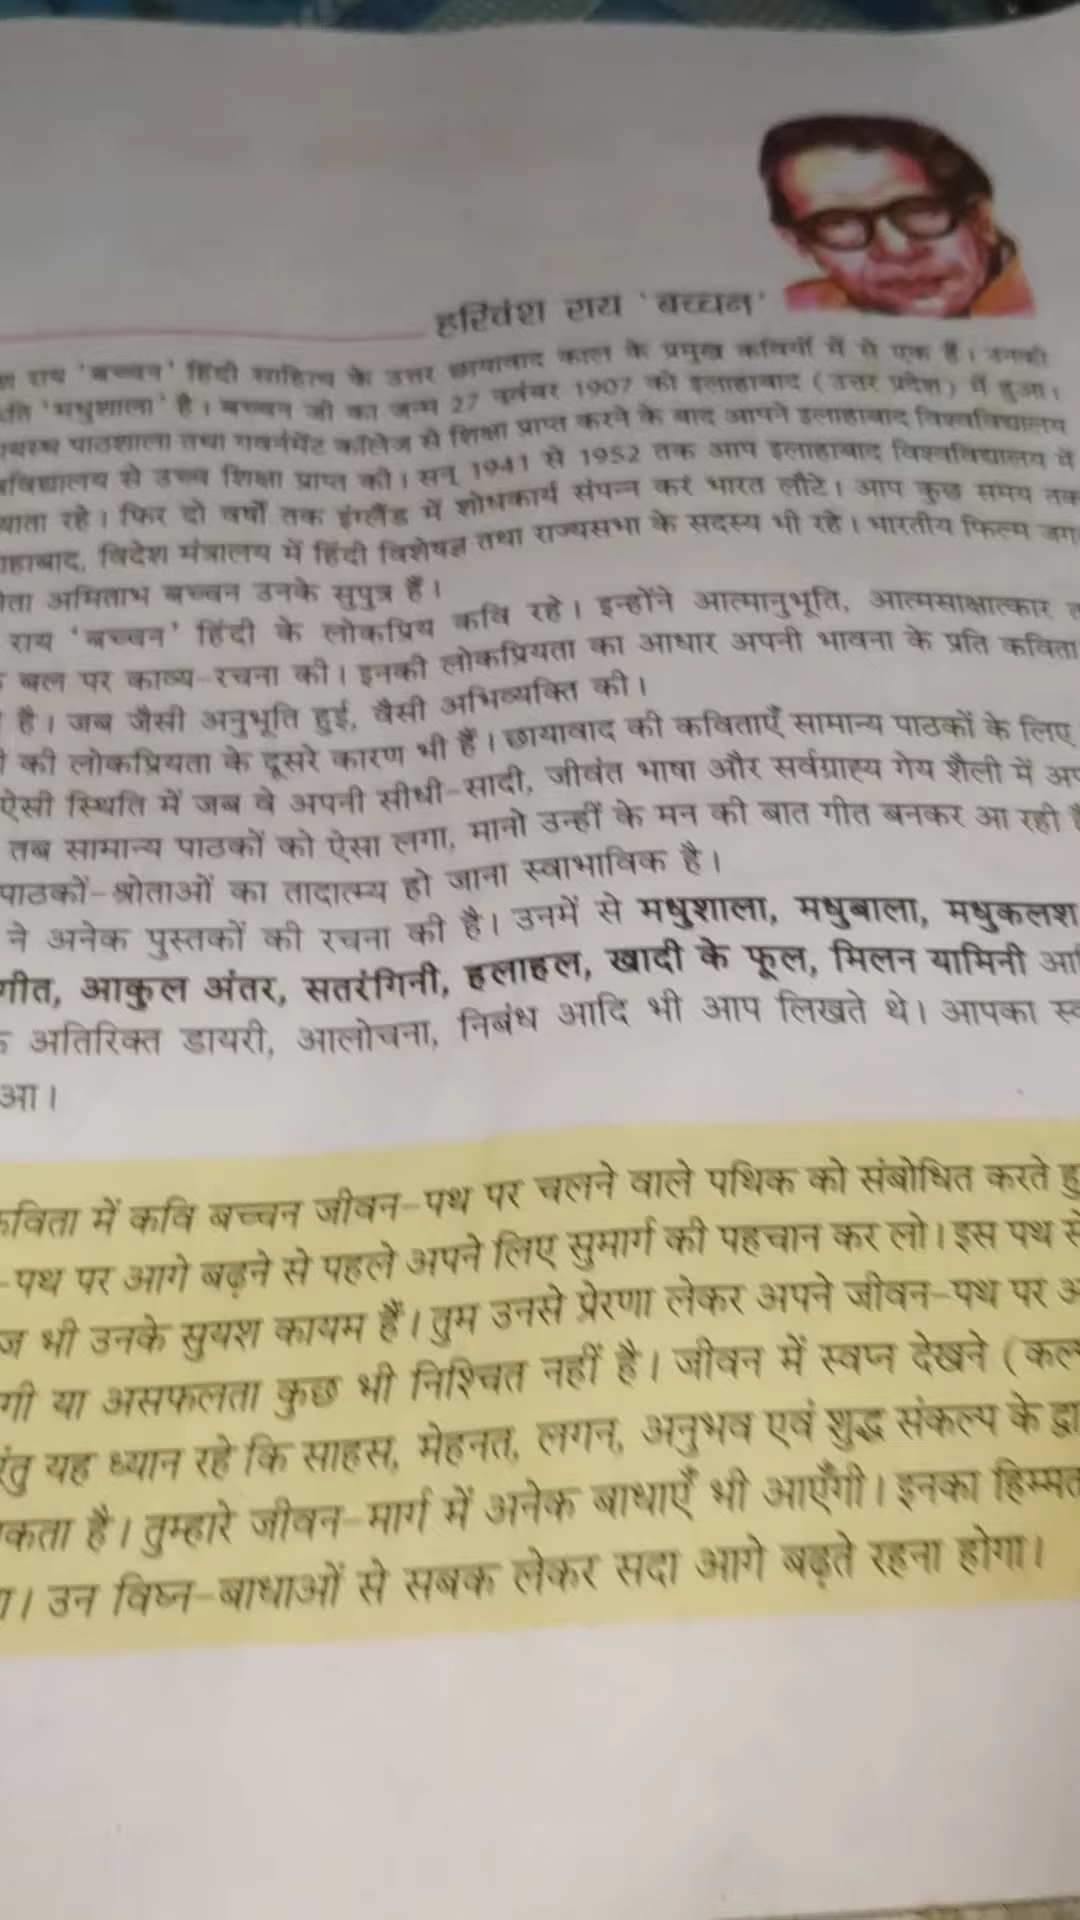 हरिवंश राय 'बच्चन'
राय 'बच्चन' हिंदी साहित्य के उत्तर छायावाद काल के प्रमुख कवियों में से एक हैं। उनकी
'मधुशाला' है। बच्चन जी का जन्म 27 नवंबर 1907 को इलाहाबाद (उत्तर प्रदेश) में हुआ।
पाठशाला तथा गवर्नमेंट कॉलेज से शिक्षा प्राप्त करने के बाद आपने इलाहाबाद विश्वविद्यालय
से उच्च शिक्षा प्राप्त की। सन् 1941 से 1952 तक आप इलाहाबाद विश्वविद्यालय में
रहे। फिर दो वर्षों तक इंग्लैंड में शोधकार्य संपन्न कर भारत लौटे। आप कुछ समय तक
विदेश मंत्रालय में हिंदी विशेषज्ञ तथा राज्यसभा के सदस्य भी रहे। भारतीय फिल्म
अमिताभ बच्चन उनके सुपुत्र हैं।
राय 'बच्चन' हिंदी के लोकप्रिय कवि रहे। इन्होंने आत्मानुभूति, आत्मसाक्षात्कार
बल पर काव्य-रचना की। इनकी लोकप्रियता का आधार अपनी भावना के प्रति कविता
है। जब जैसी अनुभूति हुई, वैसी अभिव्यक्ति की।
की लोकप्रियता के दूसरे कारण भी हैं। छायावाद की कविताएँ सामान्य पाठकों के लिए
ऐसी स्थिति में जब वे अपनी सीधी-सादी, जीवंत भाषा और सर्वग्राह्य गेय शैली में
तब सामान्य पाठकों को ऐसा लगा, मानो उन्हीं के मन की बात गीत बनकर आ रही
पाठकों-श्रोताओं का तादात्म्य हो जाना स्वाभाविक है।
ने अनेक पुस्तकों की रचना की है। उनमें से मधुशाला, मधुबाला, मधुकलश
गीत, आकुल अंतर, सतरंगिनी, हलाहल, खादी के फूल, मिलन यामिनी
अतिरिक्त डायरी, आलोचना, निबंध आदि भी आप लिखते थे। आपका
कविता में कवि बच्चन जीवन-पथ पर चलने वाले पथिक को संबोधित करते
-पथ पर आगे बढ़ने से पहले अपने लिए सुमार्ग की पहचान कर लो। इस पथ से
भी उनके सुयश कायम हैं। तुम उनसे प्रेरणा लेकर अपने जीवन-पथ पर
या असफलता कुछ भी निश्चित नहीं है। जीवन में स्वप्न देखने
यह ध्यान रहे कि साहस, मेहनत, लगन, अनुभव एवं शुद्ध संकल्प के
है। तुम्हारे जीवन-मार्ग में अनेक बाधाएँ भी आएँगी। इनका हिम्मत
उन विघ्न-बाधाओं से सबक लेकर सदा आगे बढ़ते रहना होगा।